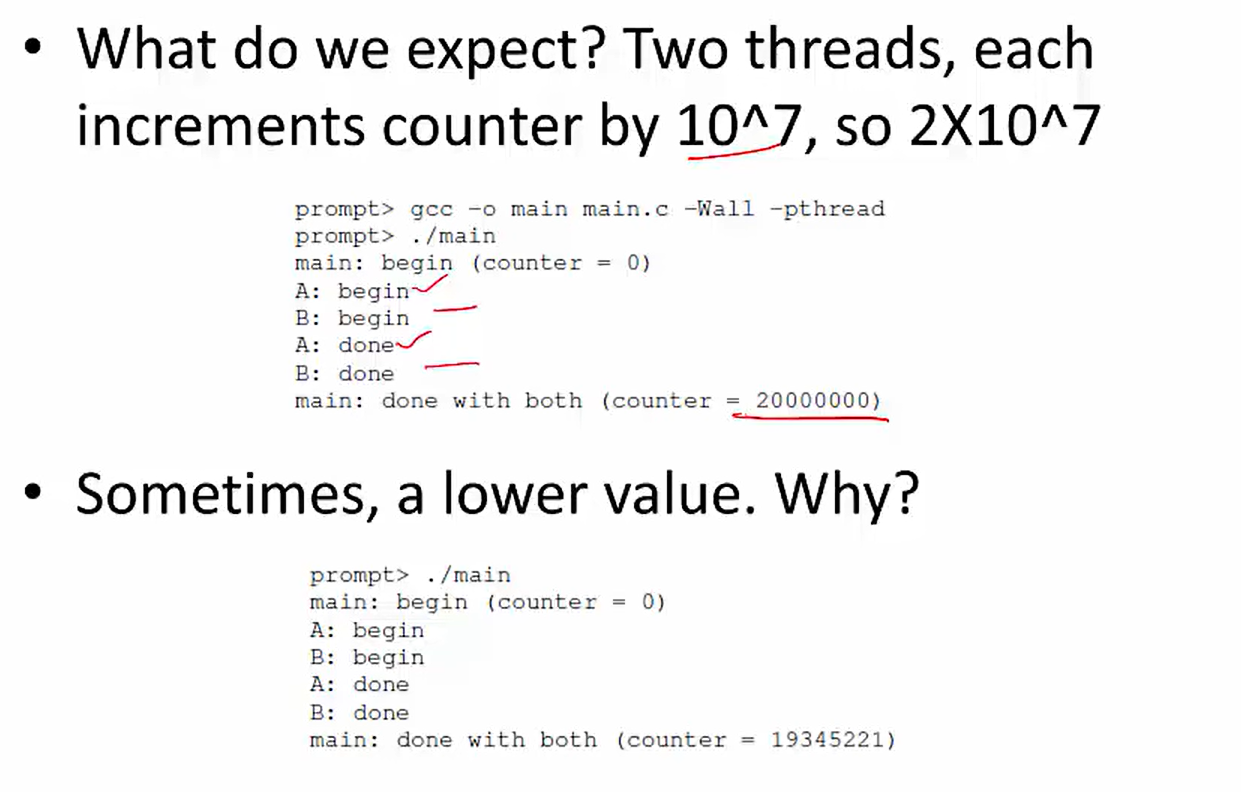 • What do we expect? Two threads, each
increments counter by 10^7, so 2X10^7
prompt> gcc -o main main.c -Wall -pthread
prompt> ./main
main: begin (counter = 0)
A: begin
B: begin
A: done
B: done
main: done with both (counter = 20000000)
• Sometimes, a lower value. Why?
prompt> ./main
main: begin (counter = 0)
A: begin
B: begin
A: done
B: done
main: done with both (counter = 19345221)